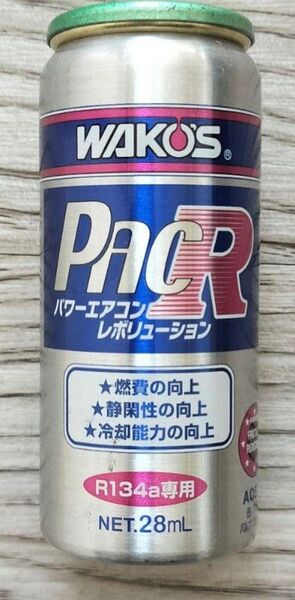 WAKO'S®
PAC R
パワーエアコン
レボリューション
★燃費の向上
★静閑性の向上
★冷却能力の向上
R134a専用
NET.28mL